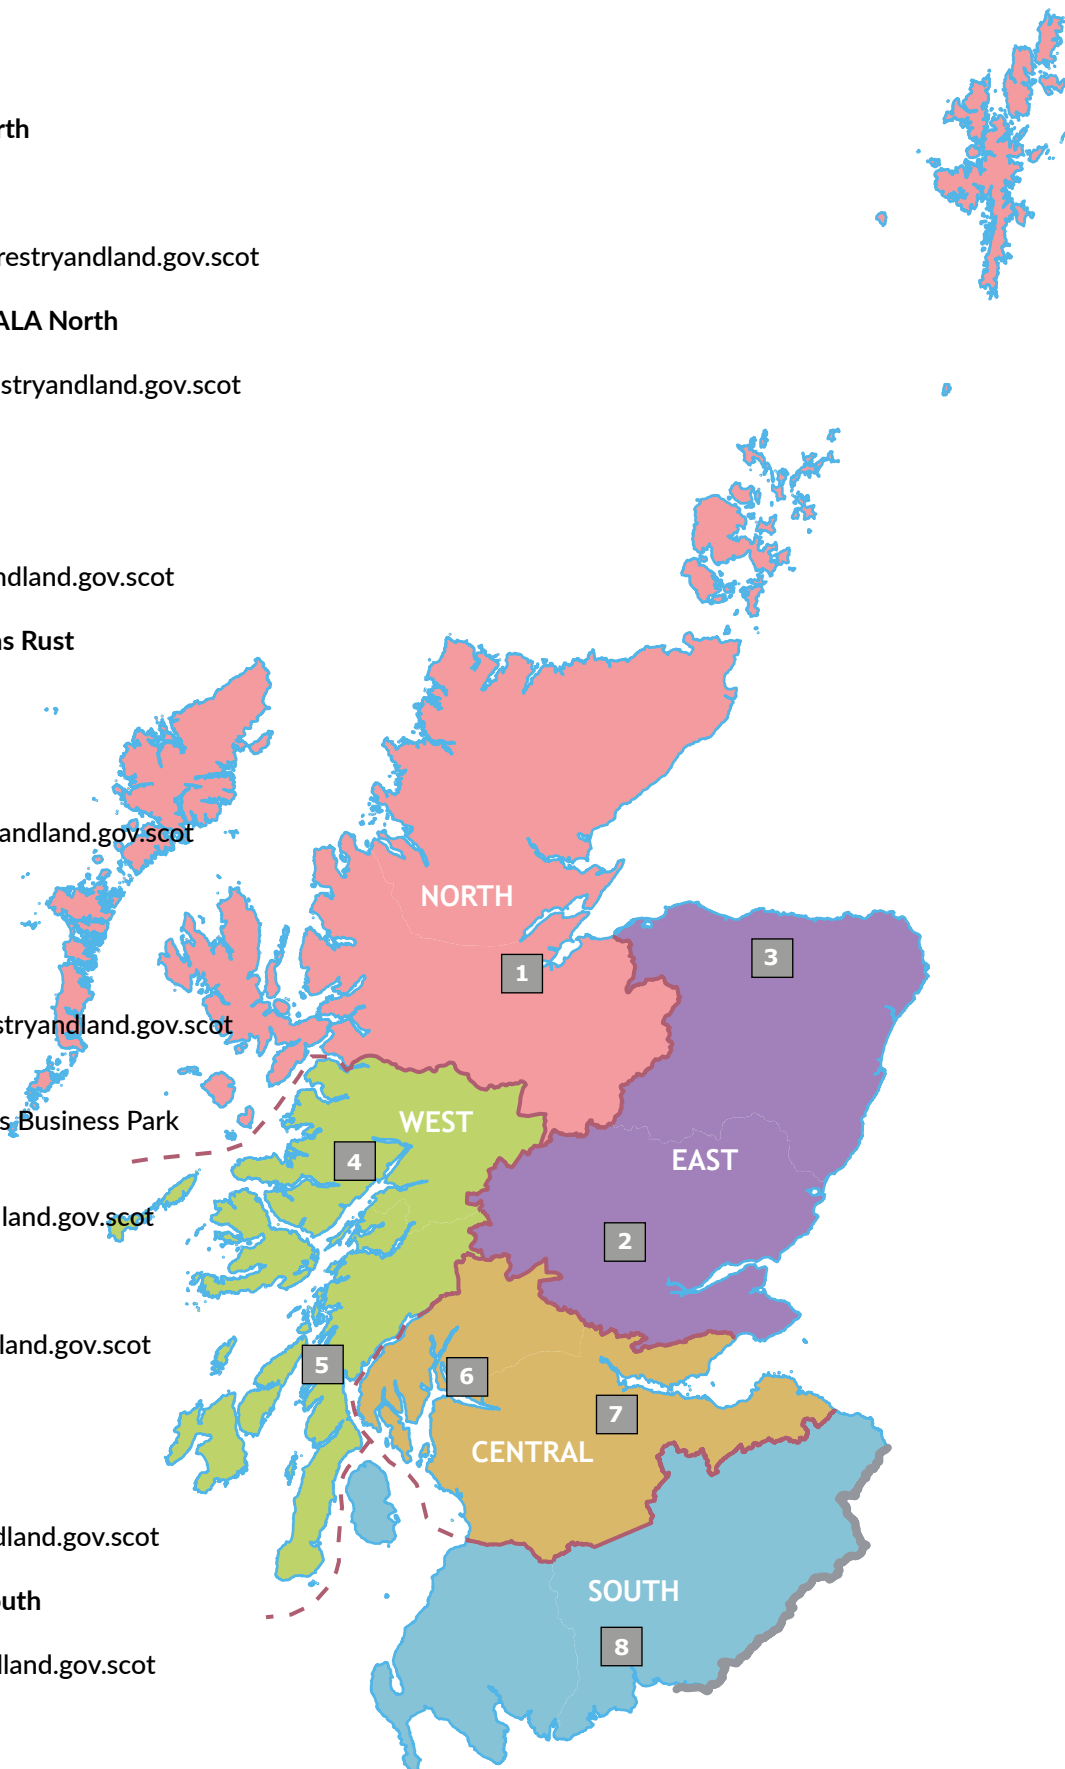 rth
restryandland.gov.scot
ALA North
stryandland.gov.scot
ndland.gov.scot
s Rust
andland.gov.scot
NORTH
3
1
stryandland.gov.scot
s Business Park
WEST
4
EAST
land.gov.scot
2
land.gov.scot
5
6
7
CENTRAL
dland.gov.scot
SOUTH
uth
8
lland.gov.scot